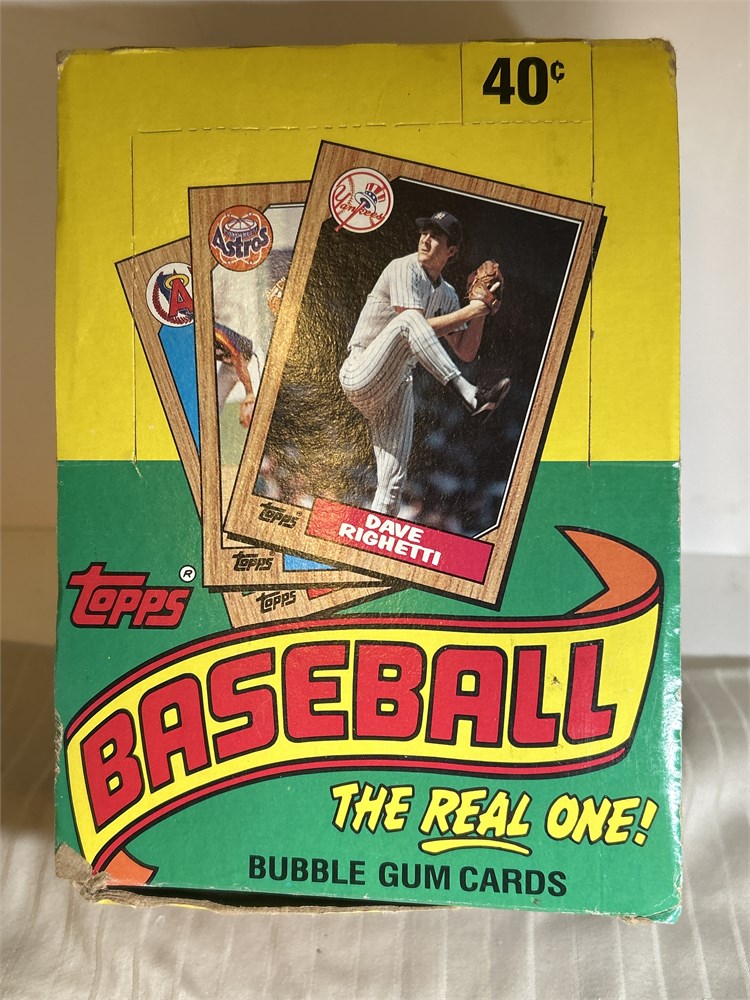 40¢
Yankees
Astros
A
DAVE
RIGHETTI
topps
topps
topps
topps®
BASEBALL
THE REAL ONE!
BUBBLE GUM CARDS